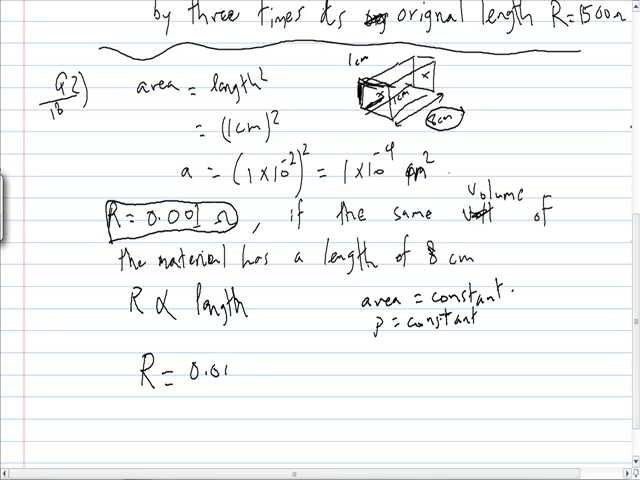 by three times its orignal length R=1500Ω
Q2) area = length²
1b
1cm
x
x
1cm
8cm
= (1cm)²
a = (1×10⁻²)² = 1×10⁻⁴ m²
R = 0.001 Ω, if the same volume of
the material has a length of 8 cm
R ∝ length
area = constant.
ρ = constant
R = 0.01